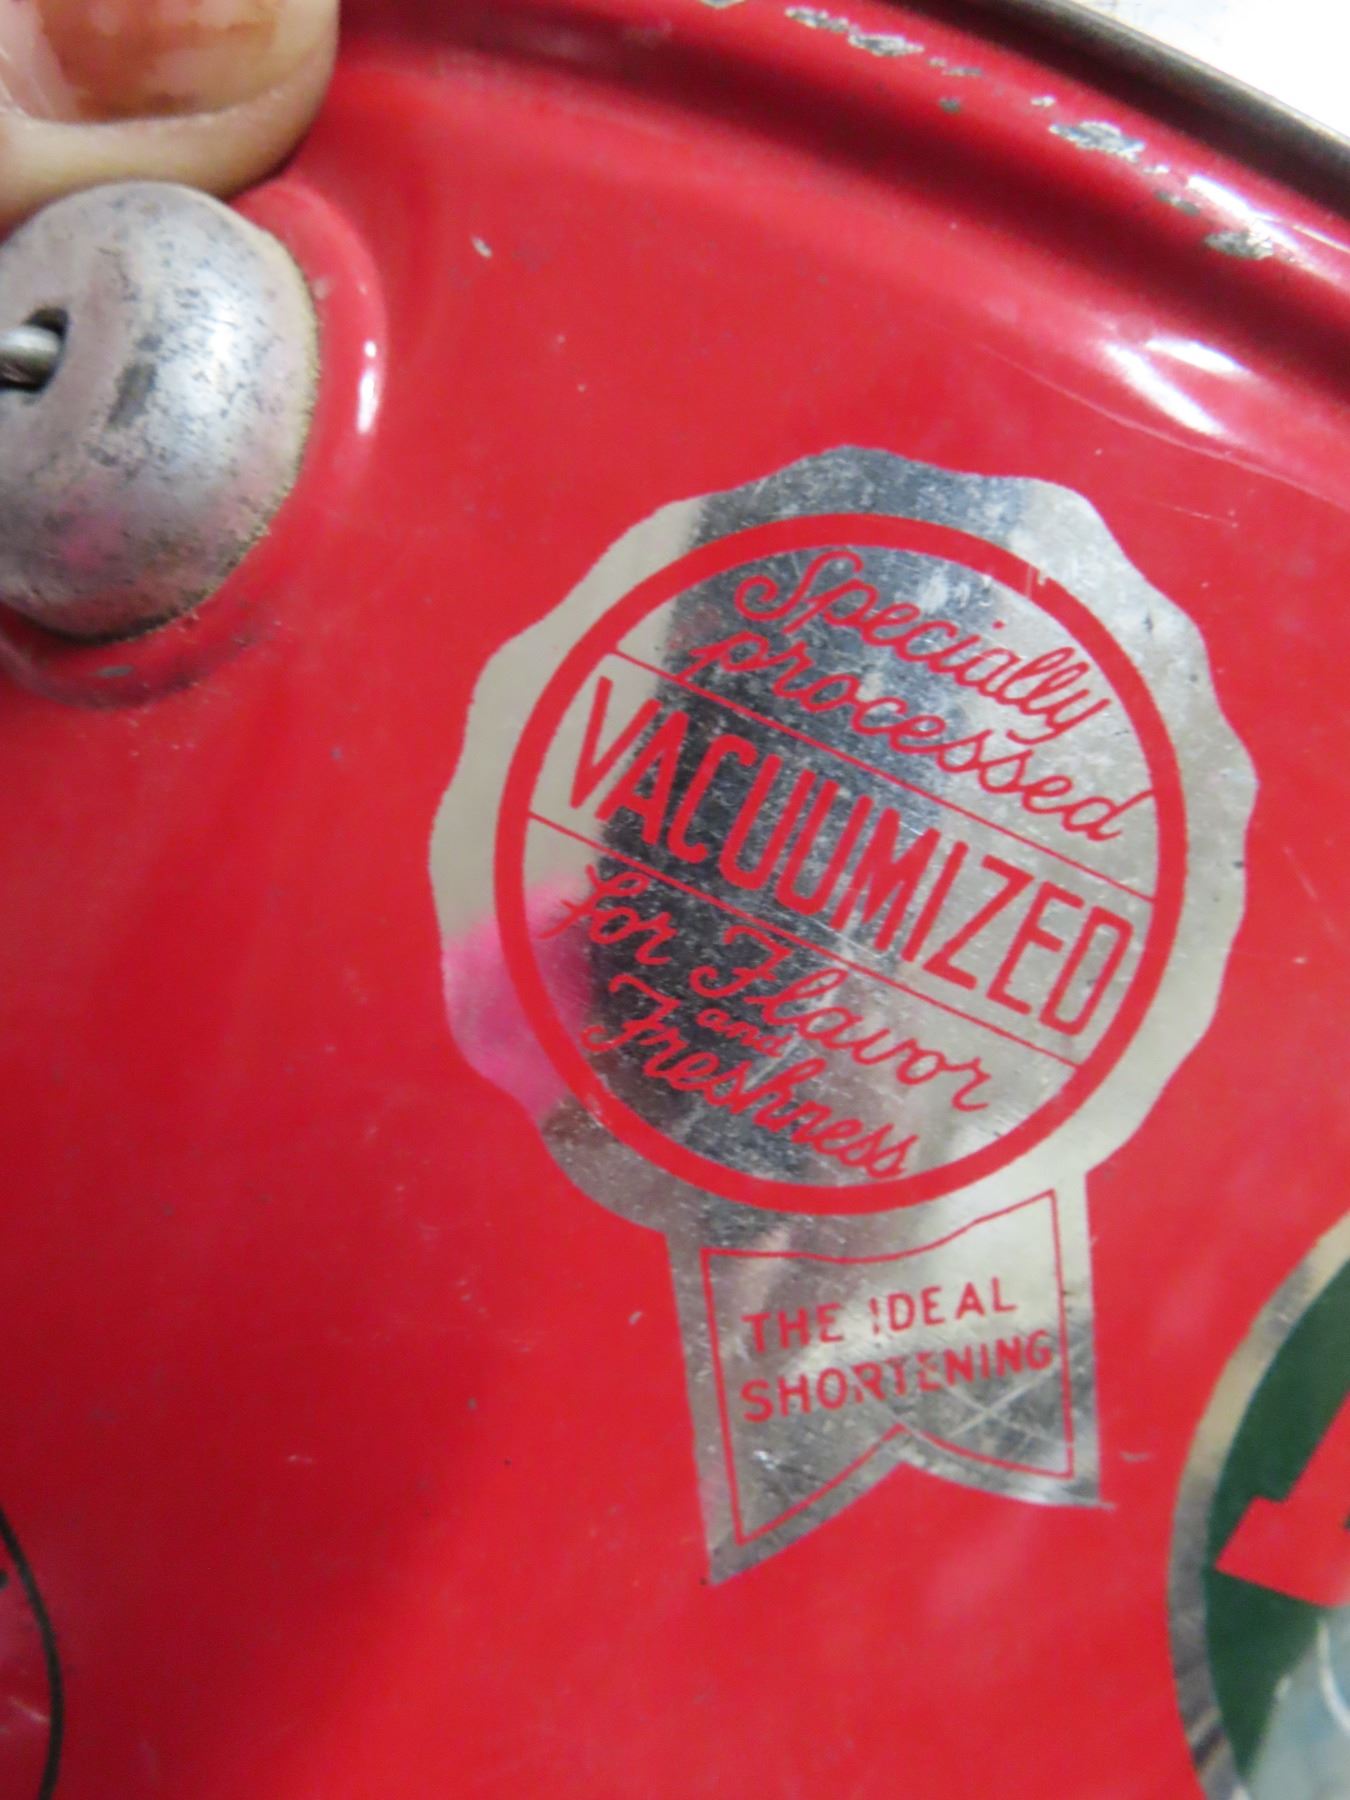 Specially
processed
VACUUMIZED
for Flavor
and
Freshness
THE IDEAL
SHORTENING